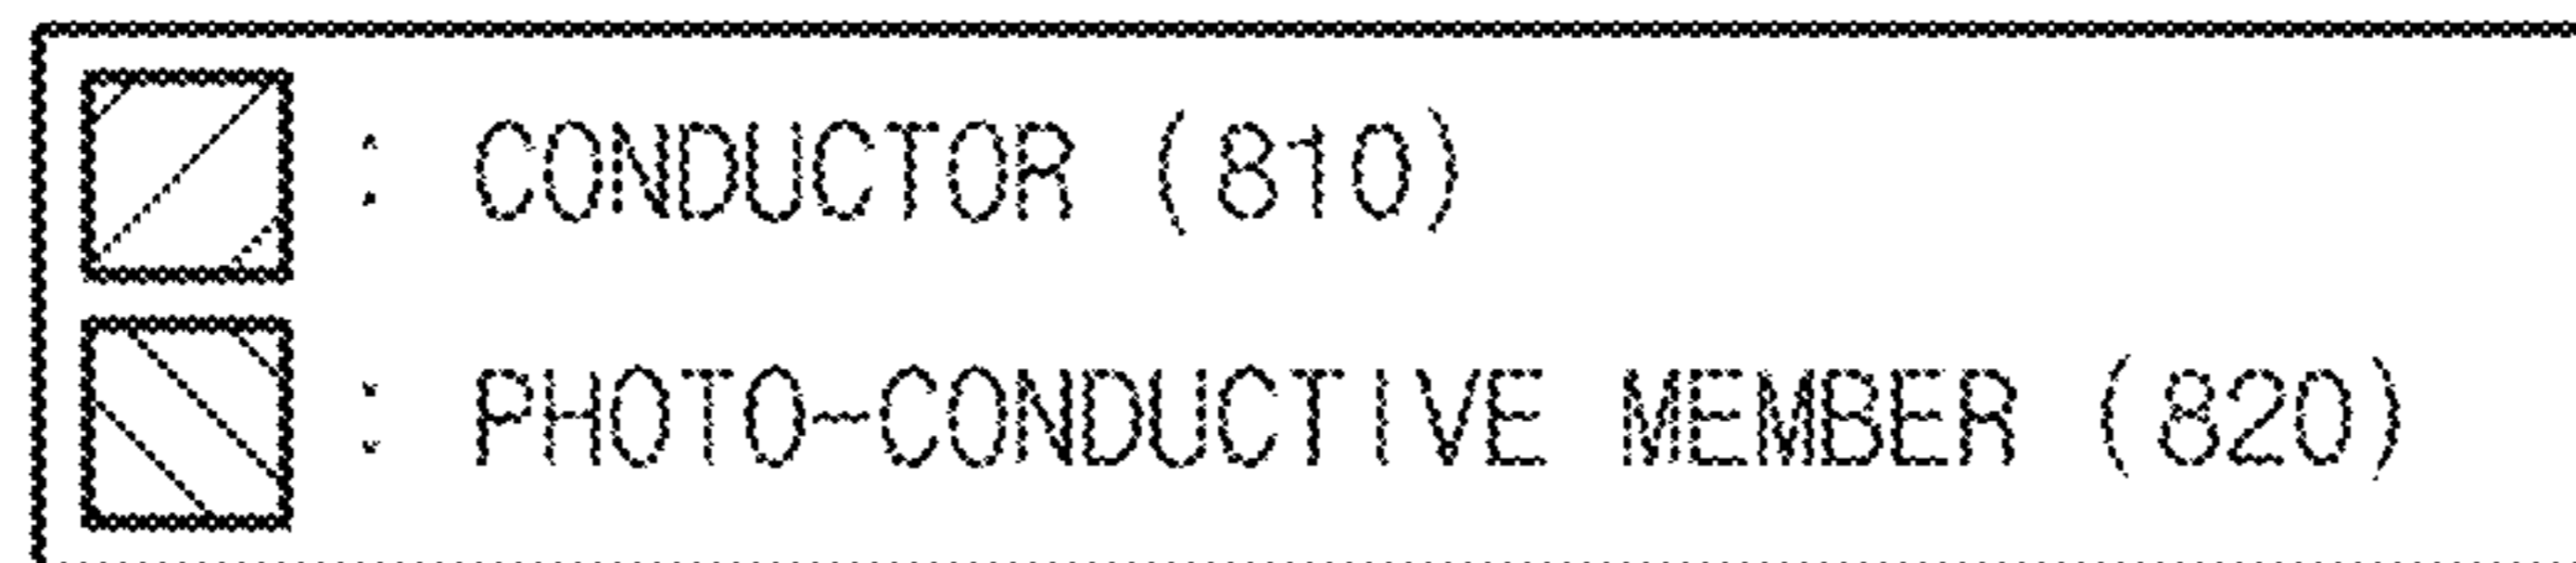 : CONDUCTOR (810)
: PHOTO-CONDUCTIVE MEMBER (820)